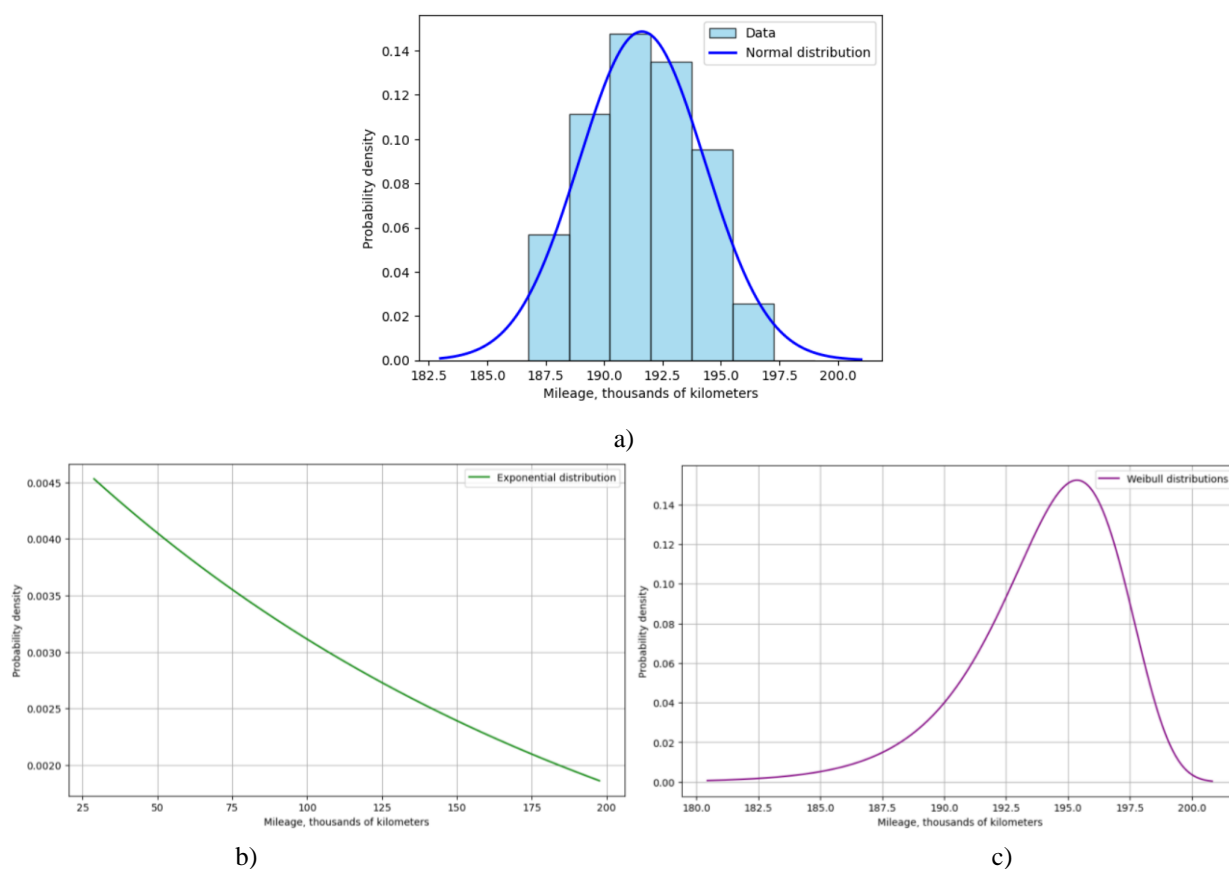 Data
Normal distribution
0.14
0.12
0.10
0.08
0.06
0.04
0.02
0.00
Probability density
182.5 185.0 187.5 190.0 192.5 195.0 197.5 200.0
Mileage, thousands of kilometers
a)
Exponential distribution
0.0045
0.0040
0.0035
0.0030
0.0025
0.0020
Probability density
25 50 75 100 125 150 175 200
Mileage, thousands of kilometers
b)
Weibull distributions
0.14
0.12
0.10
0.08
0.06
0.04
0.02
0.00
Probability density
180.0 182.5 185.0 187.5 190.0 192.5 195.0 197.5 200.0
Mileage, thousands of kilometers
c)